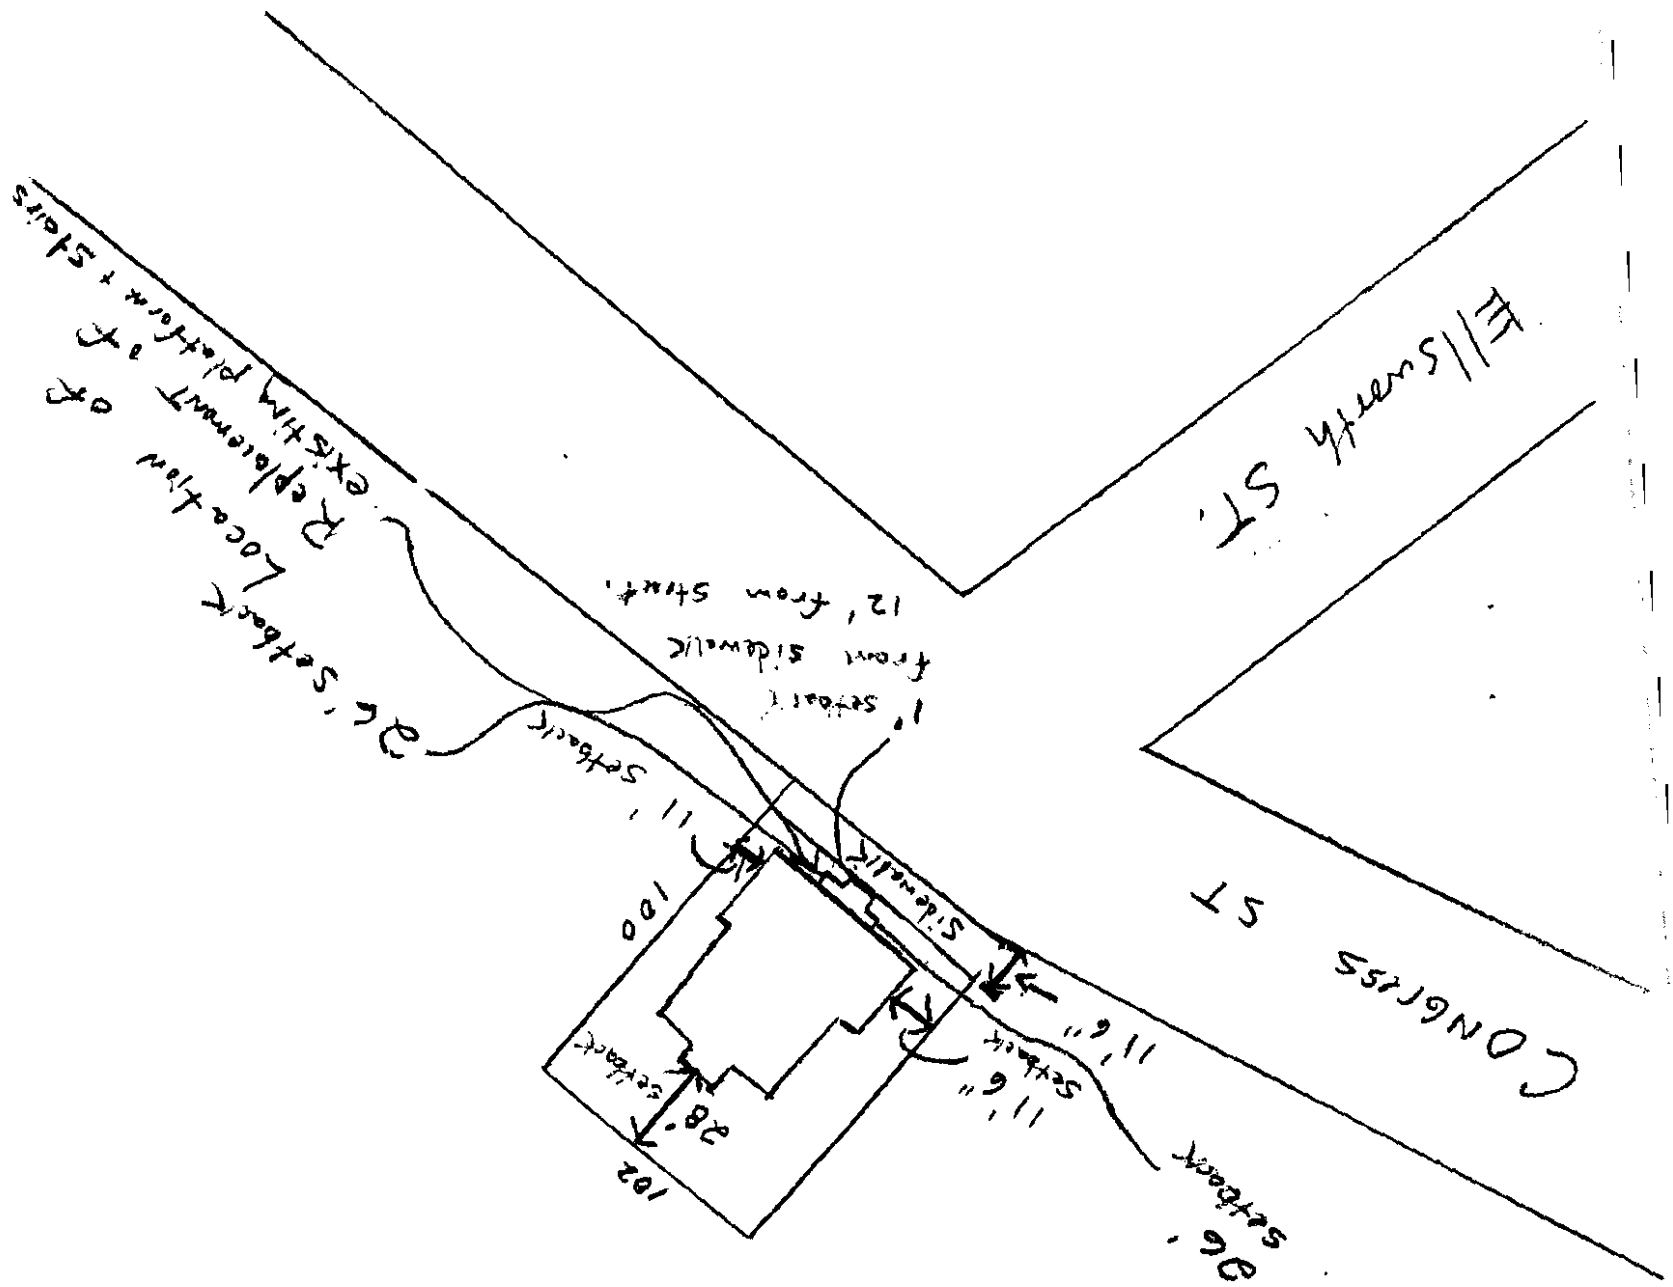 26'
setback
11' 6"
setback
11' 6"
CONGRESS
ST
102
28'
setback
100
Sidewalk
11' setback
1' setback
from sidewalk
12' from street.
26' setback
Location of
Replacement of
existing platform + stairs
Ellsworth ST.